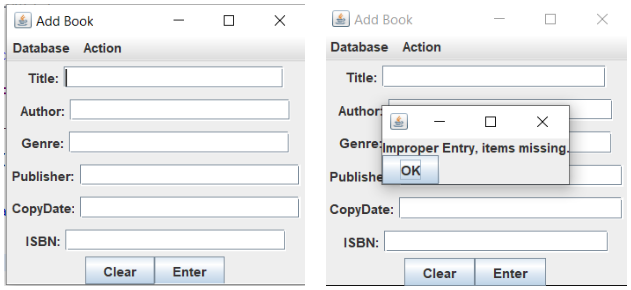 Add Book
Database Action
Title:
Author:
Genre:
Publisher:
CopyDate:
ISBN:
Clear Enter
Add Book
Database Action
Title:
Author:
Improper Entry, items missing.
Genre:
OK
Publishe
CopyDate:
ISBN:
Clear Enter